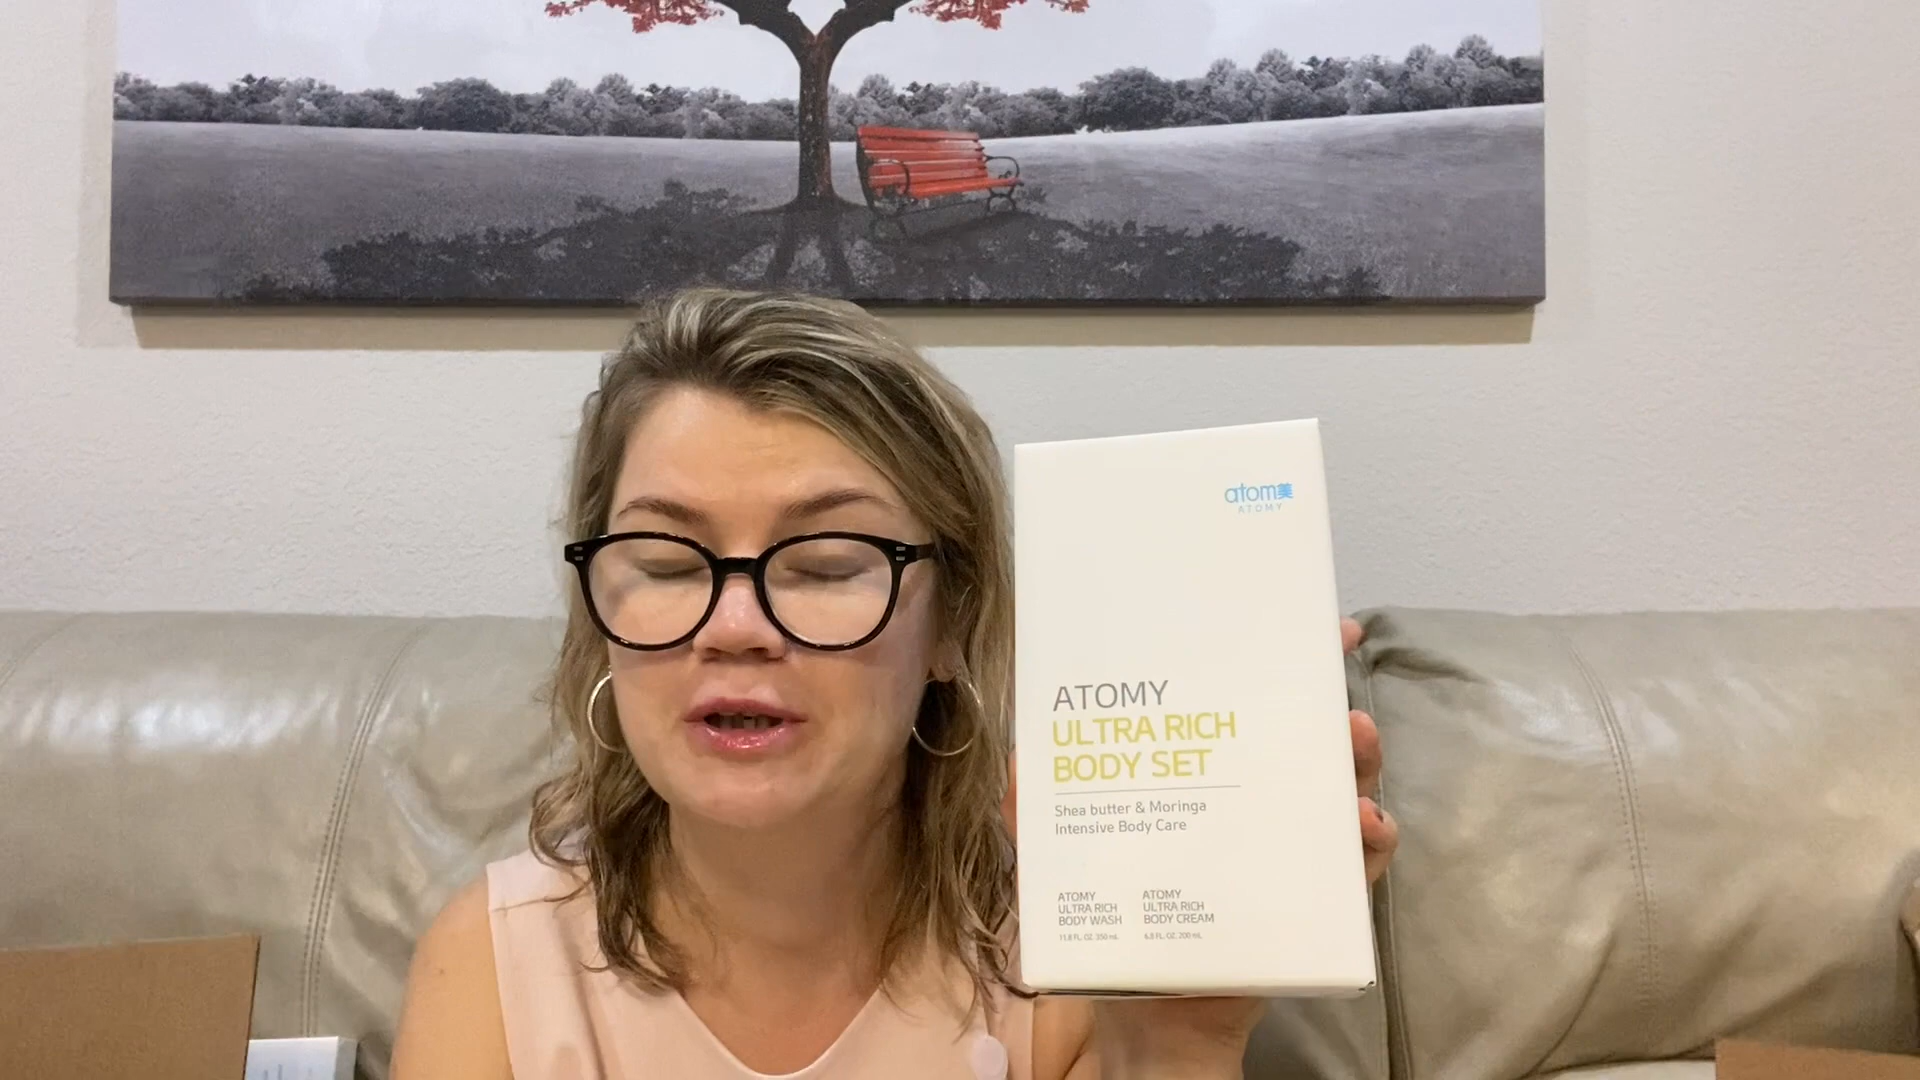 atom美
ATOMY
ATOMY
ULTRA RICH
BODY SET
Shea butter & Moringa
Intensive Body Care
ATOMY
ULTRA RICH
BODY WASH
11.8 FL. OZ. 350 mL
ATOMY
ULTRA RICH
BODY CREAM
6.8 FL. OZ. 200 mL